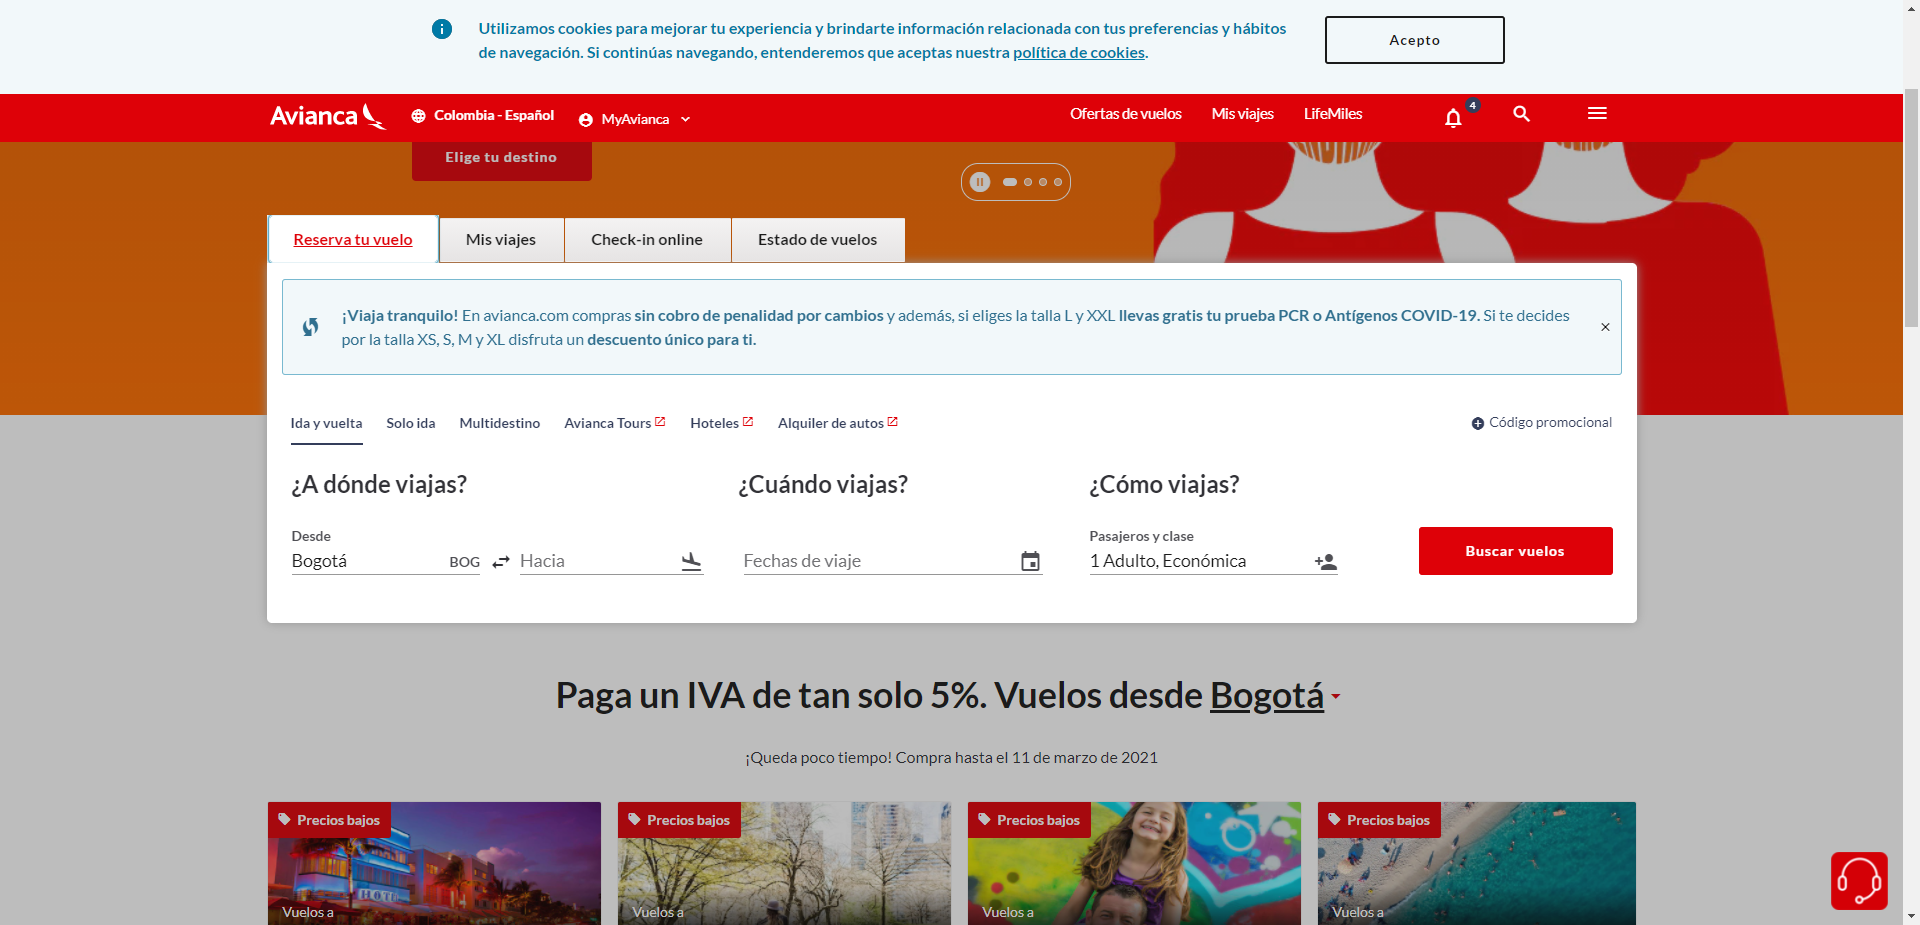 Utilizamos cookies para mejorar tu experiencia y brindarte información relacionada con tus preferencias y hábitos
de navegación. Si continúas navegando, entenderemos que aceptas nuestra política de cookies.
Acepto
Avianca
Colombia - Español
MyAvianca
Ofertas de vuelos
Mis viajes
LifeMiles
4
Elige tu destino
Reserva tu vuelo
Mis viajes
Check-in online
Estado de vuelos
¡Viaja tranquilo! En avianca.com compras sin cobro de penalidad por cambios y además, si eliges la talla L y XXL llevas gratis tu prueba PCR o Antígenos COVID-19. Si te decides
por la talla XS, S, M y XL disfruta un descuento único para ti.
Ida y vuelta
Solo ida
Multidestino
Avianca Tours
Hoteles
Alquiler de autos
Código promocional
¿A dónde viajas?
¿Cuándo viajas?
¿Cómo viajas?
Desde
Pasajeros y clase
Bogotá
BOG
Hacia
Fechas de viaje
1 Adulto, Económica
Buscar vuelos
Paga un IVA de tan solo 5%. Vuelos desde Bogotá
¡Queda poco tiempo! Compra hasta el 11 de marzo de 2021
Precios bajos
Precios bajos
Precios bajos
Precios bajos
HOTEL
Vuelos a
Vuelos a
Vuelos a
Vuelos a